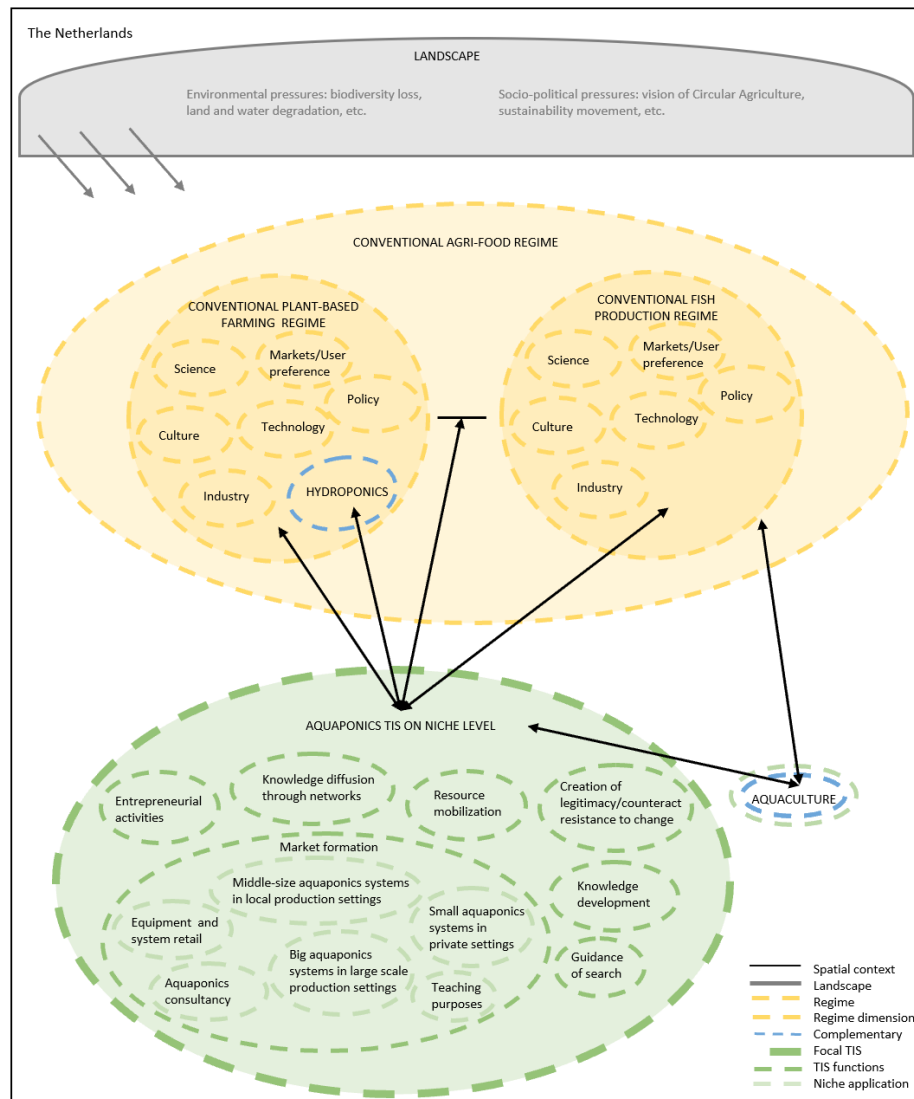 The Netherlands
LANDSCAPE
Environmental pressures: biodiversity loss,
land and water degradation, etc.
Socio-political pressures: vision of Circular Agriculture,
sustainability movement, etc.
CONVENTIONAL AGRI-FOOD REGIME
CONVENTIONAL PLANT-BASED
FARMING REGIME
Science
Markets/User
preference
Policy
Culture
Technology
Industry
HYDROPONICS
CONVENTIONAL FISH
PRODUCTION REGIME
Science
Markets/User
preference
Policy
Culture
Technology
Industry
AQUAPONICS TIS ON NICHE LEVEL
Entrepreneurial
activities
Knowledge diffusion
through networks
Resource
mobilization
Creation of
legitimacy/counteract
resistance to change
AQUACULTURE
Market formation
Middle-size aquaponics systems
in local production settings
Equipment and
system retail
Small aquaponics
systems in
private settings
Big aquaponics
systems in large scale
production settings
Aquaponics
consultancy
Teaching
purposes
Knowledge
development
Guidance
of search
Spatial context
Landscape
Regime
Regime dimension
Complementary
Focal TIS
TIS functions
Niche application